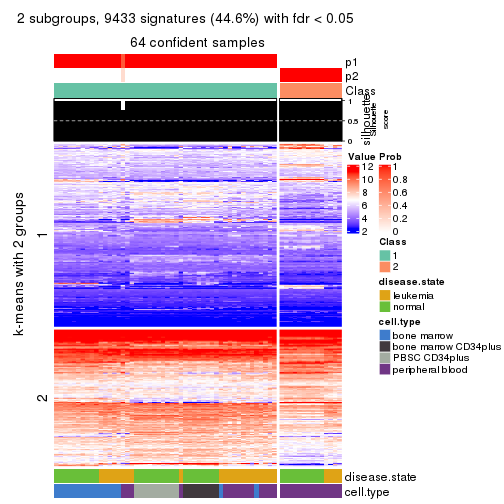 2 subgroups, 9433 signatures (44.6%) with fdr < 0.05
64 confident samples
p1
p2
Class
silhouette
Silhouette score
1
0.5
0
k-means with 2 groups
1
2
Value
12
10
8
6
4
2
Prob
1
0.8
0.6
0.4
0.2
0
Class
1
2
disease.state
leukemia
normal
cell.type
bone marrow
bone marrow CD34plus
PBSC CD34plus
peripheral blood
disease.state
cell.type